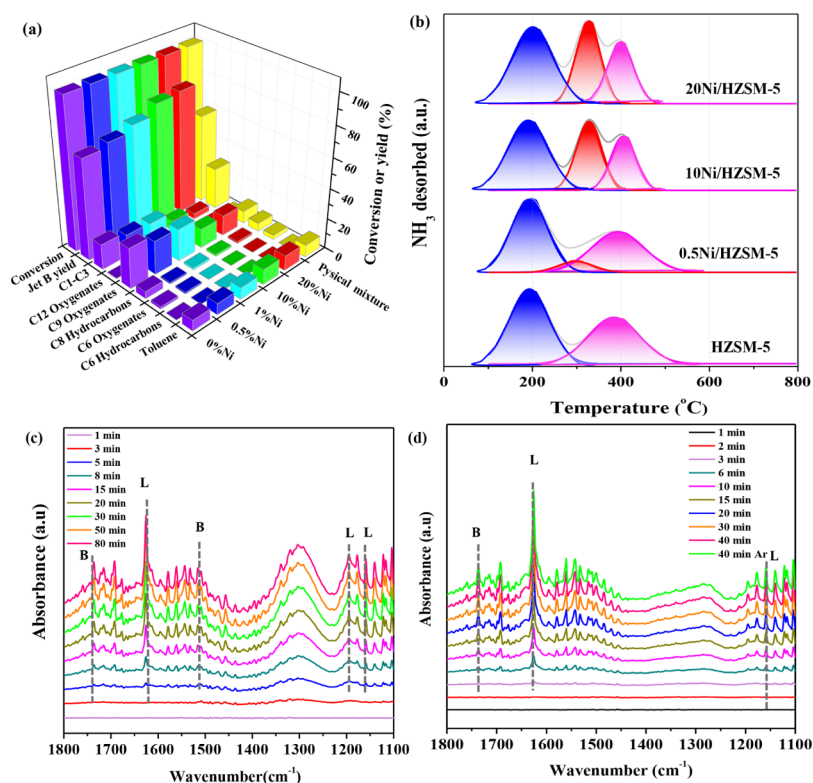 (a)
100
80
60
40
20
0
Conversion or yield (%)
Conversion
Jet B yield
C1-C3
C12 Oxygenates
C9 Oxygenates
C8 Hydrocarbons
C6 Oxygenates
C6 Hydrocarbons
Toluene
0%Ni
0.5%Ni
1%Ni
10%Ni
20%Ni
Pysical mixture
(b)
NH3 desorbed (a.u.)
20Ni/HZSM-5
10Ni/HZSM-5
0.5Ni/HZSM-5
HZSM-5
0 200 400 600 800
Temperature (°C)
(c)
1 min
3 min
5 min
8 min
15 min
20 min
30 min
50 min
80 min
B
L
B
L L
Absorbance (a.u)
1800 1700 1600 1500 1400 1300 1200 1100
Wavenumber(cm-1)
(d)
1 min
2 min
3 min
6 min
10 min
15 min
20 min
30 min
40 min
40 min Ar
B
L
L
Absorbance (a.u)
1800 1700 1600 1500 1400 1300 1200 1100
Wavenumber(cm-1)